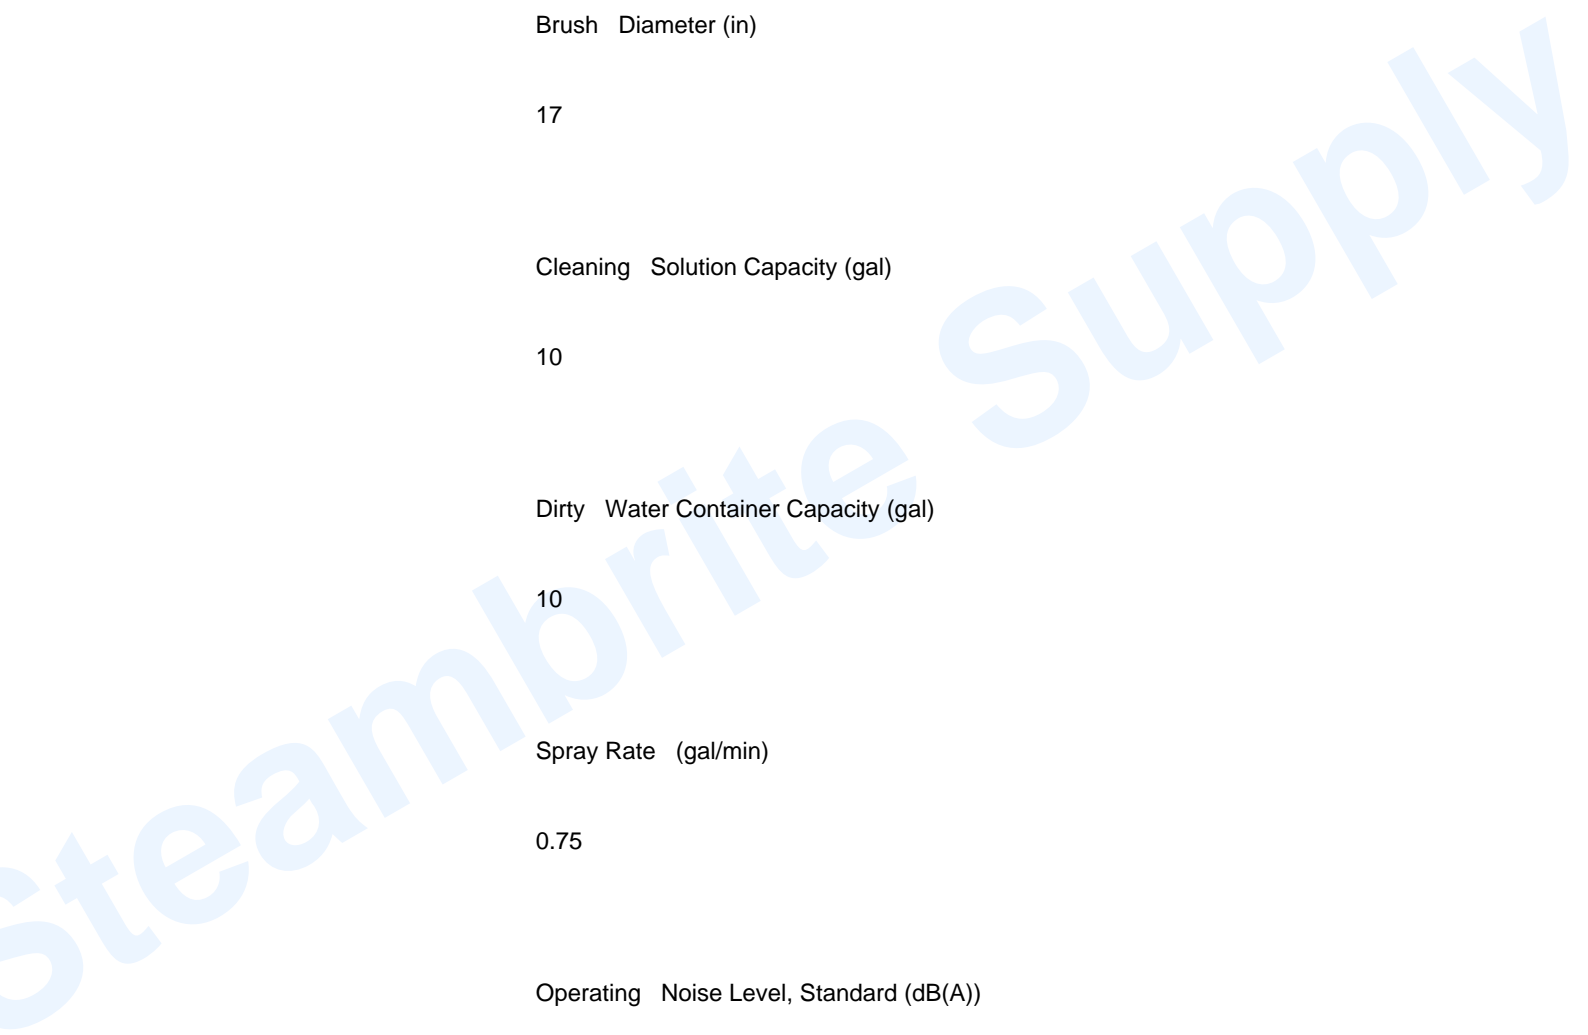 Brush Diameter (in)
17
Cleaning Solution Capacity (gal)
10
Dirty Water Container Capacity (gal)
10
Spray Rate (gal/min)
0.75
Operating Noise Level, Standard (dB(A))
Steambrite Supply